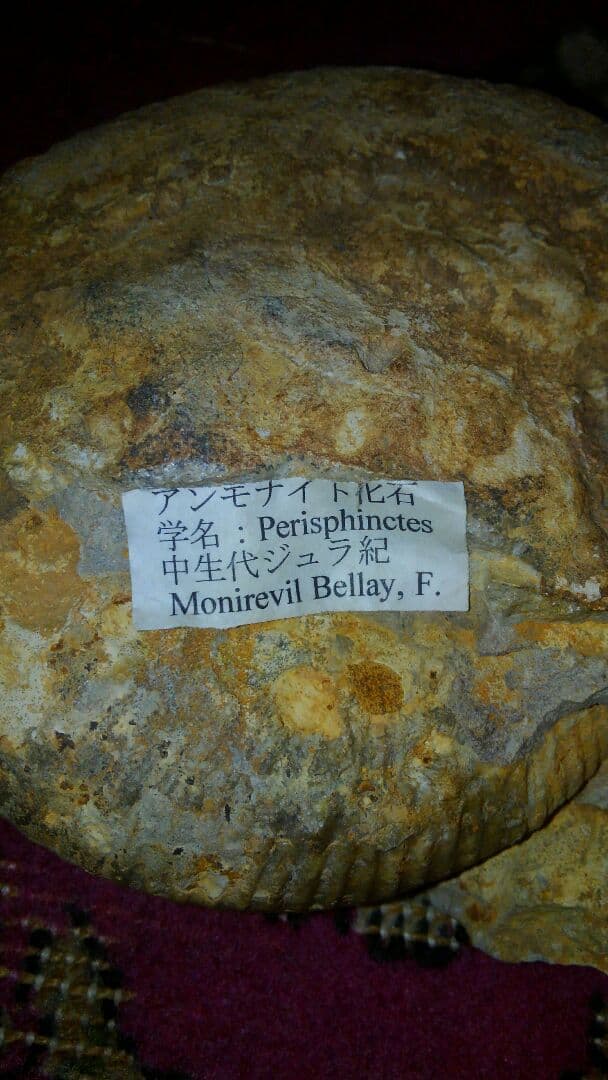 アンモナイト化石
学名：Perisphinctes
中生代ジュラ紀
Monirevil Bellay, F.